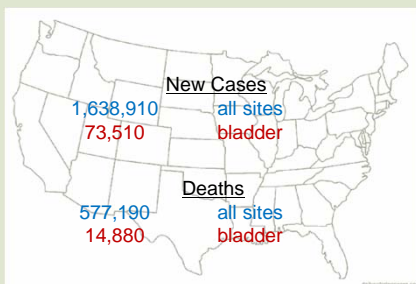 New Cases
1,638,910 all sites
73,510 bladder
Deaths
577,190 all sites
14,880 bladder